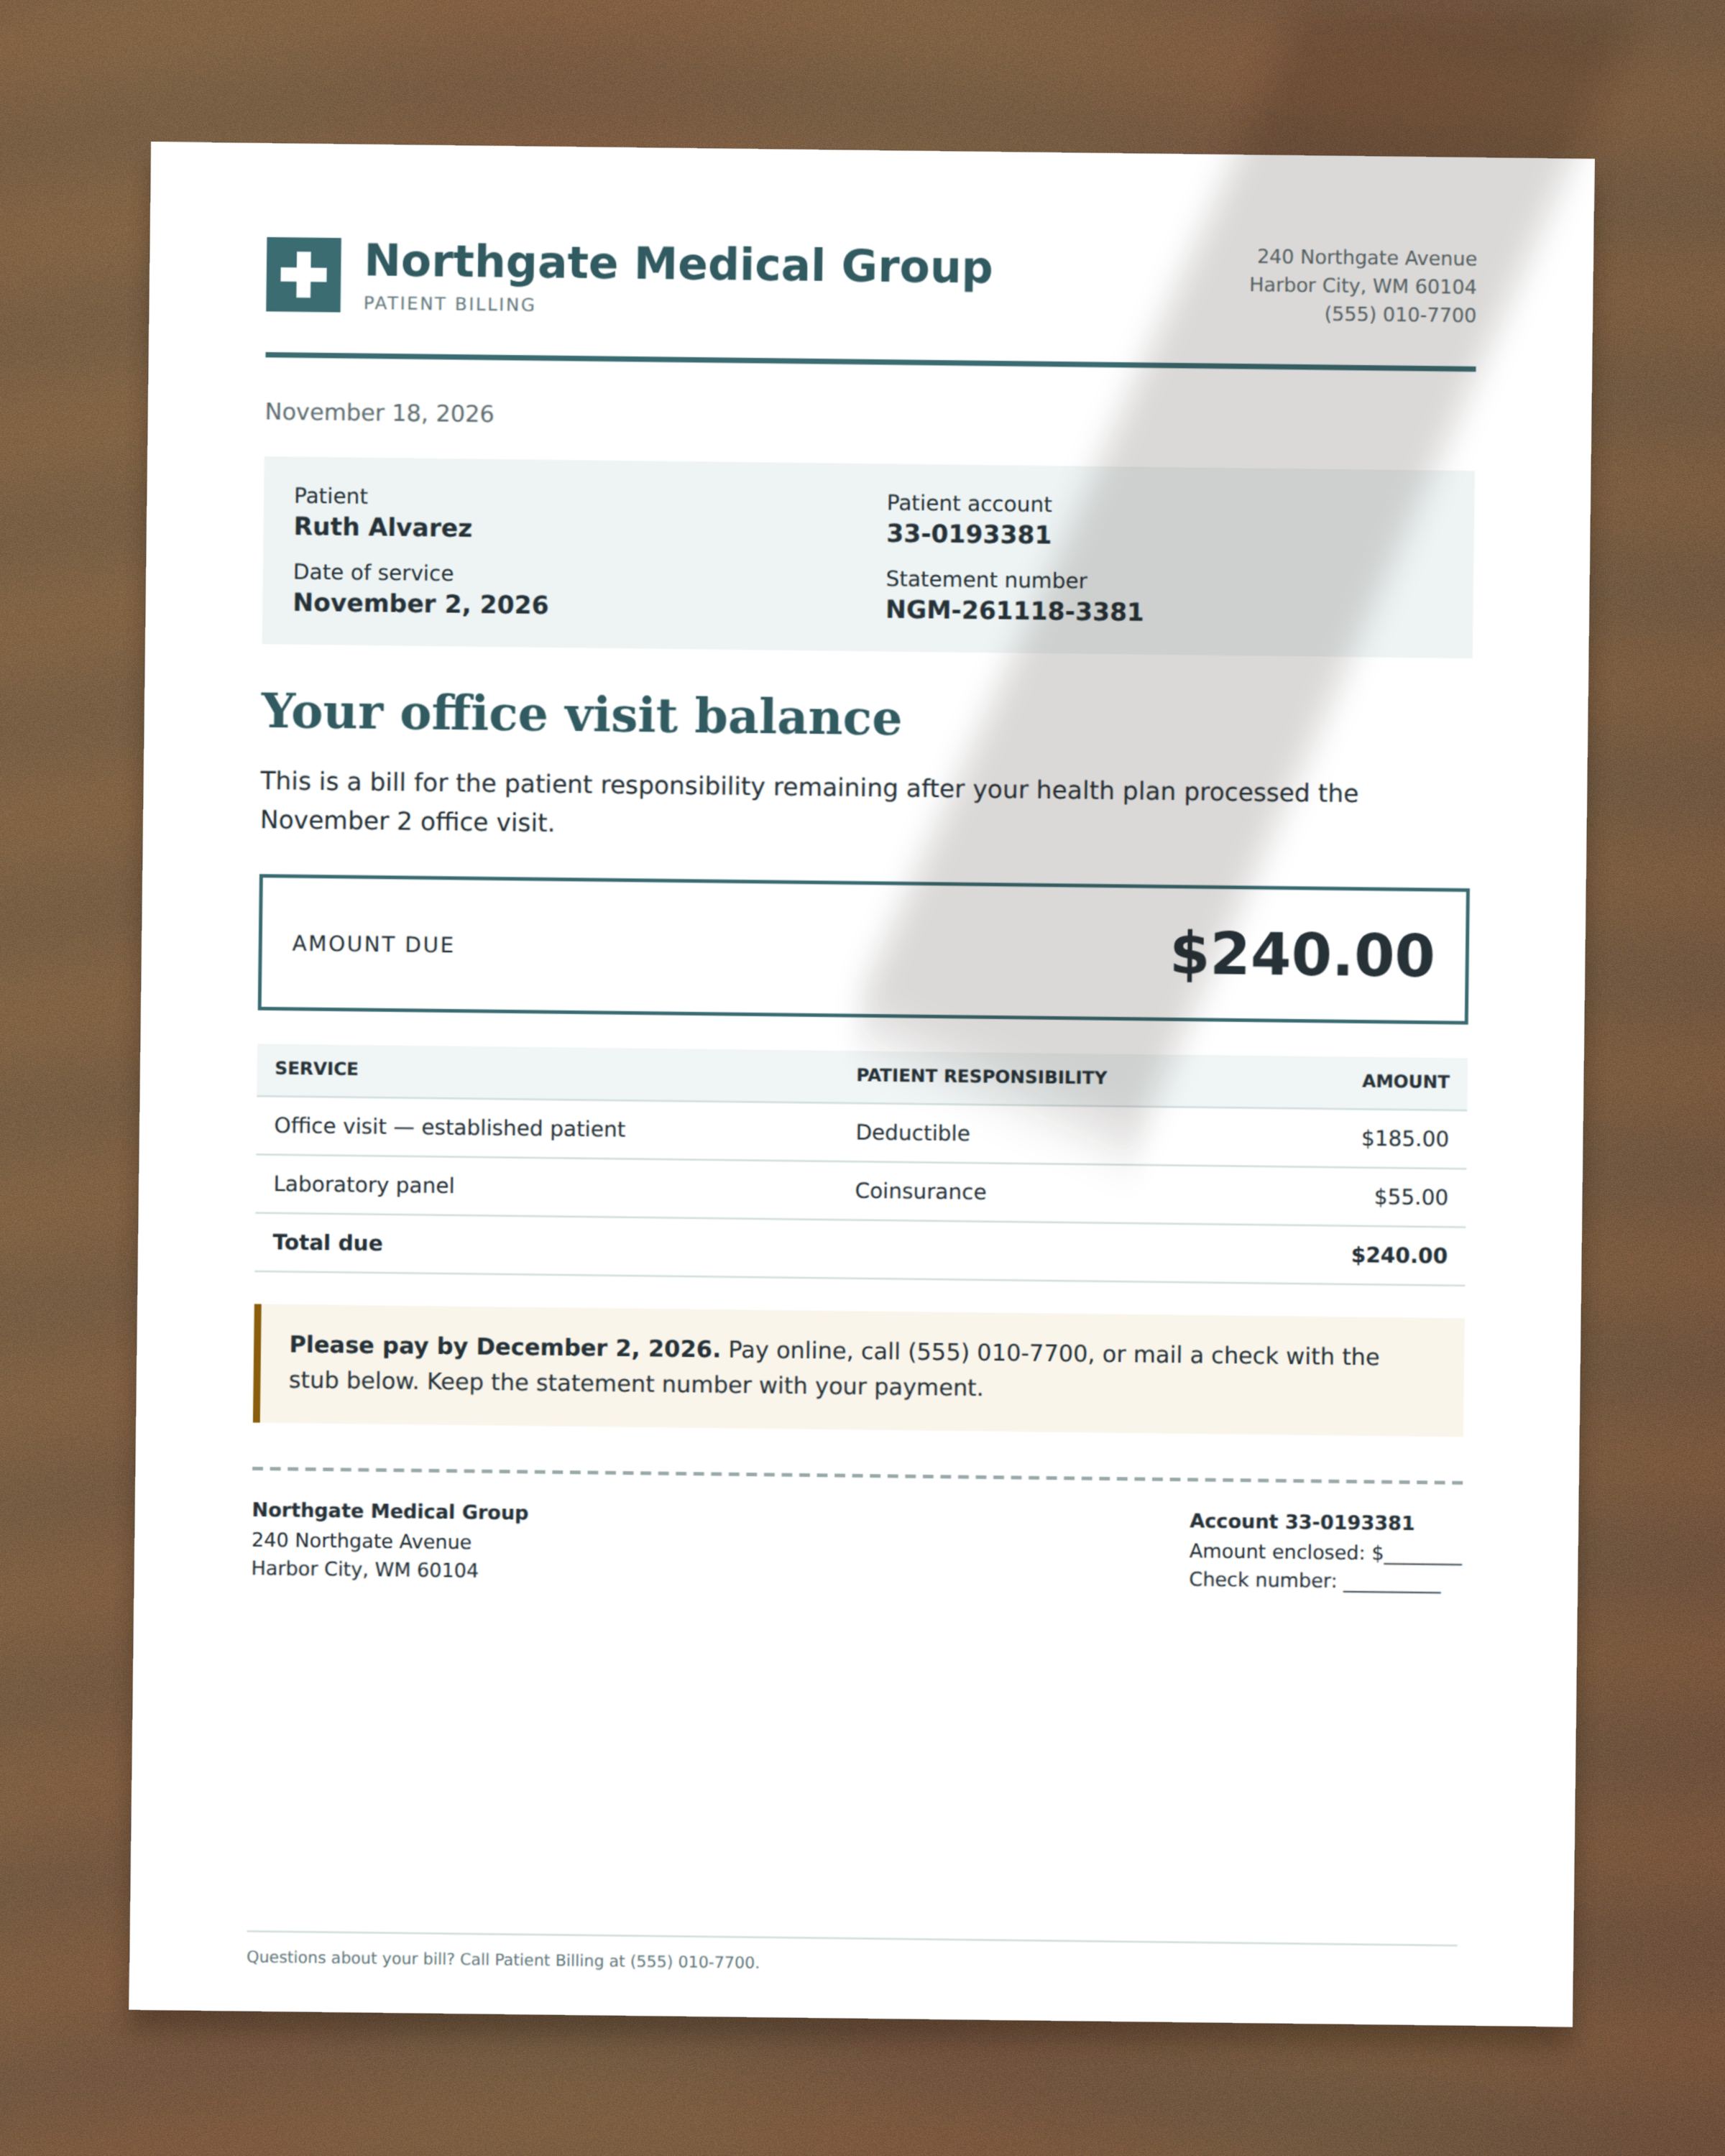 Northgate Medical Group
PATIENT BILLING
240 Northgate Avenue
Harbor City, WM 60104
(555) 010-7700
November 18, 2026
Patient
Ruth Alvarez
Patient account
33-0193381
Date of service
November 2, 2026
Statement number
NGM-261118-3381
Your office visit balance
This is a bill for the patient responsibility remaining after your health plan processed the
November 2 office visit.
AMOUNT DUE $240.00
SERVICE PATIENT RESPONSIBILITY AMOUNT
Office visit — established patient Deductible $185.00
Laboratory panel Coinsurance $55.00
Total due $240.00
Please pay by December 2, 2026. Pay online, call (555) 010-7700, or mail a check with the
stub below. Keep the statement number with your payment.
Northgate Medical Group
240 Northgate Avenue
Harbor City, WM 60104
Account 33-0193381
Amount enclosed: $________
Check number: __________
Questions about your bill? Call Patient Billing at (555) 010-7700.